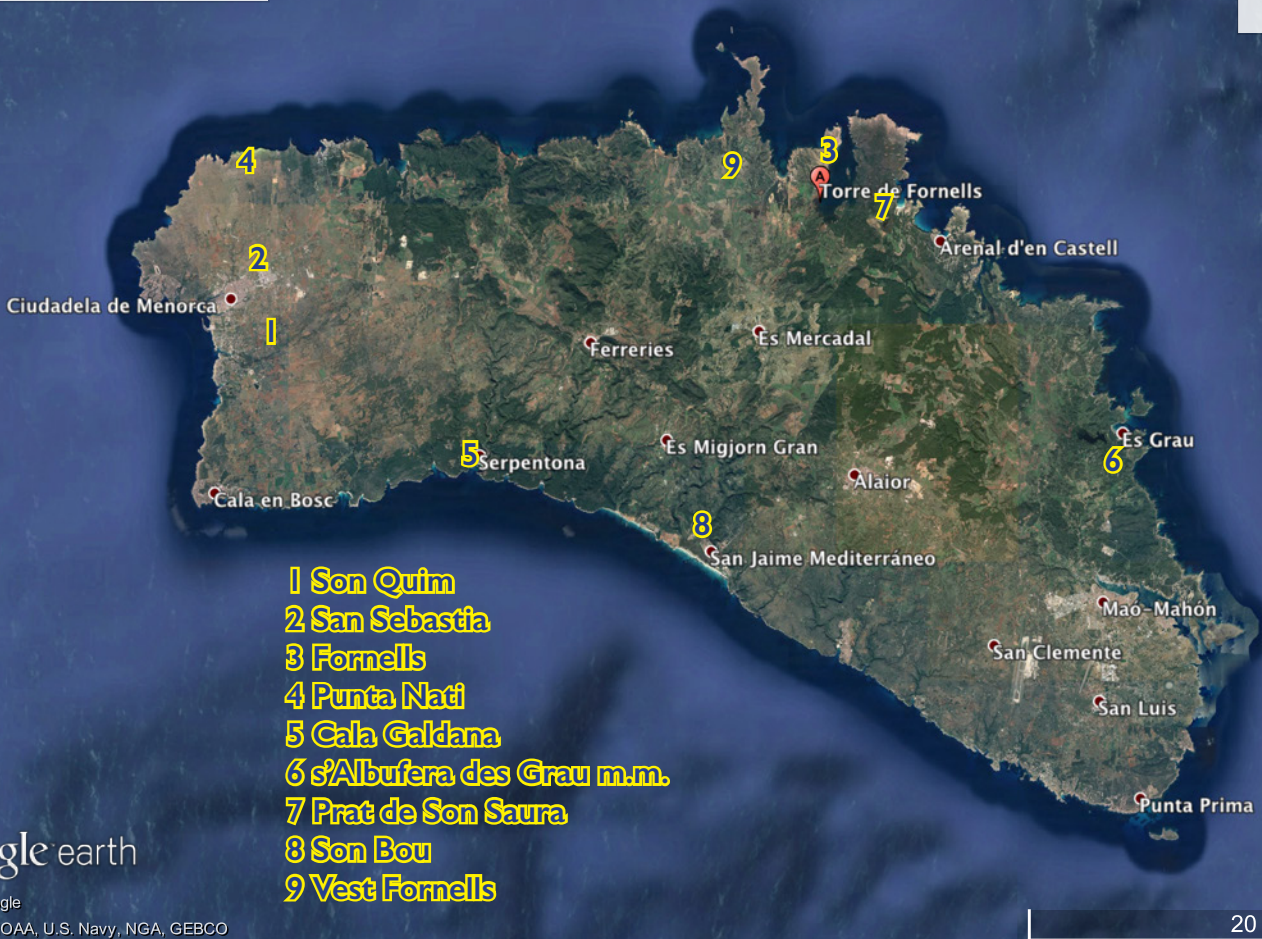 4
3
9
A
Torre de Fornells
7
Arenal d'en Castell
2
Ciudadela de Menorca
1
Es Mercadal
Ferreries
Es Grau
Es Migjorn Gran
6
5
Serpentona
Alaior
Cala en Bosc
8
San Jaime Mediterráneo
1 Son Quim
2 San Sebastia
3 Fornells
4 Punta Nati
5 Cala Galdana
6 s'Albufera des Grau m.m.
7 Prat de Son Saura
8 Son Bou
9 Vest Fornells
Maó-Mahón
San Clemente
San Luis
Punta Prima
gle earth
gle
OAA, U.S. Navy, NGA, GEBCO
20